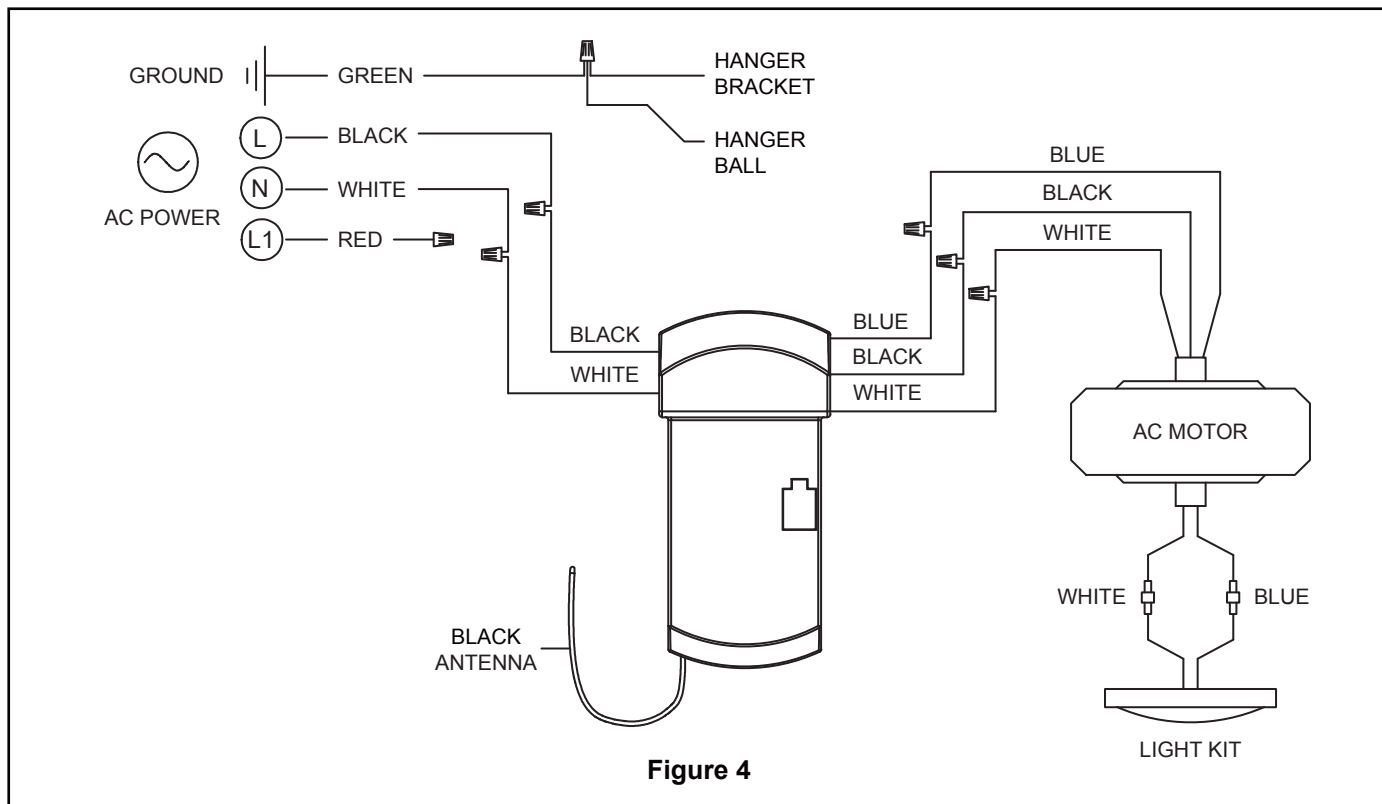 GROUND
GREEN
HANGER
BRACKET
HANGER
BALL
L
BLACK
N
WHITE
AC POWER
L1
RED
BLUE
BLACK
WHITE
BLACK
WHITE
BLUE
BLACK
WHITE
AC MOTOR
WHITE
BLUE
BLACK
ANTENNA
LIGHT KIT
Figure 4